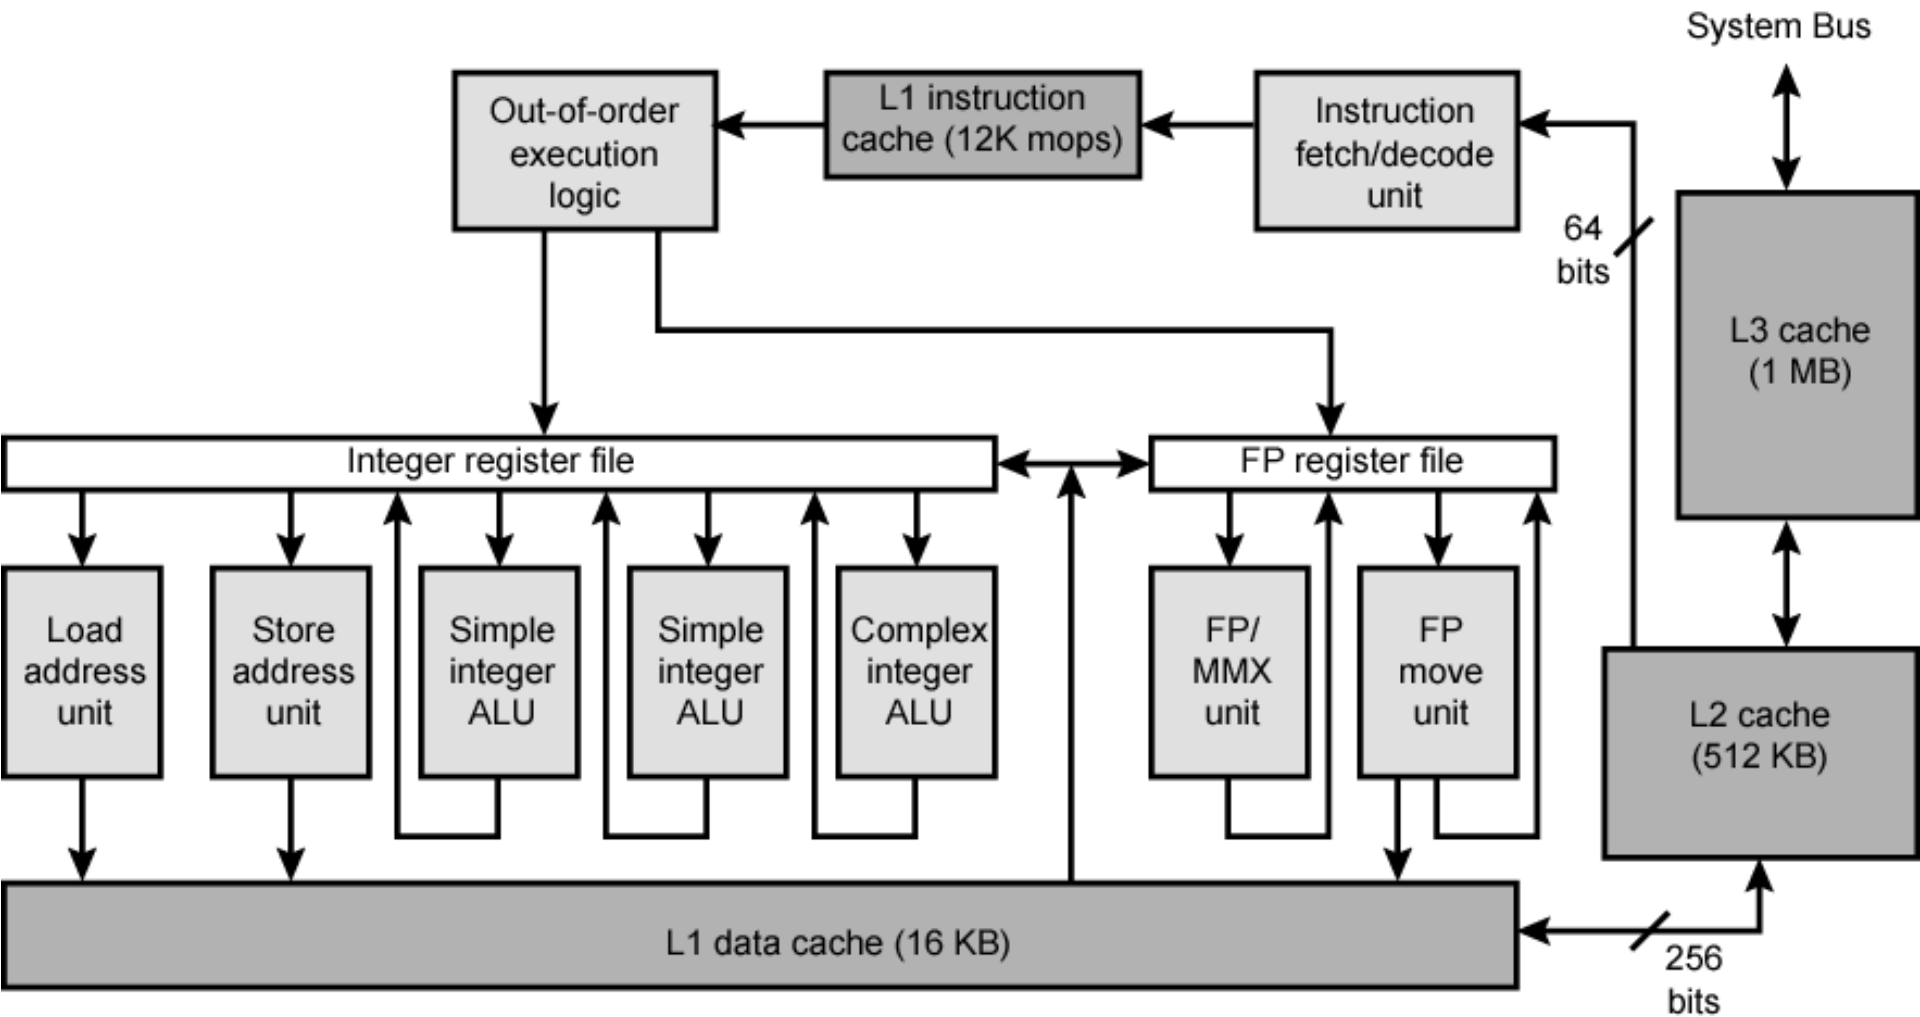 System Bus
Out-of-order
execution
logic
L1 instruction
cache (12K mops)
Instruction
fetch/decode
unit
64
bits
L3 cache
(1 MB)
Integer register file
FP register file
Load
address
unit
Store
address
unit
Simple
integer
ALU
Simple
integer
ALU
Complex
integer
ALU
FP/
MMX
unit
FP
move
unit
L2 cache
(512 KB)
L1 data cache (16 KB)
256
bits